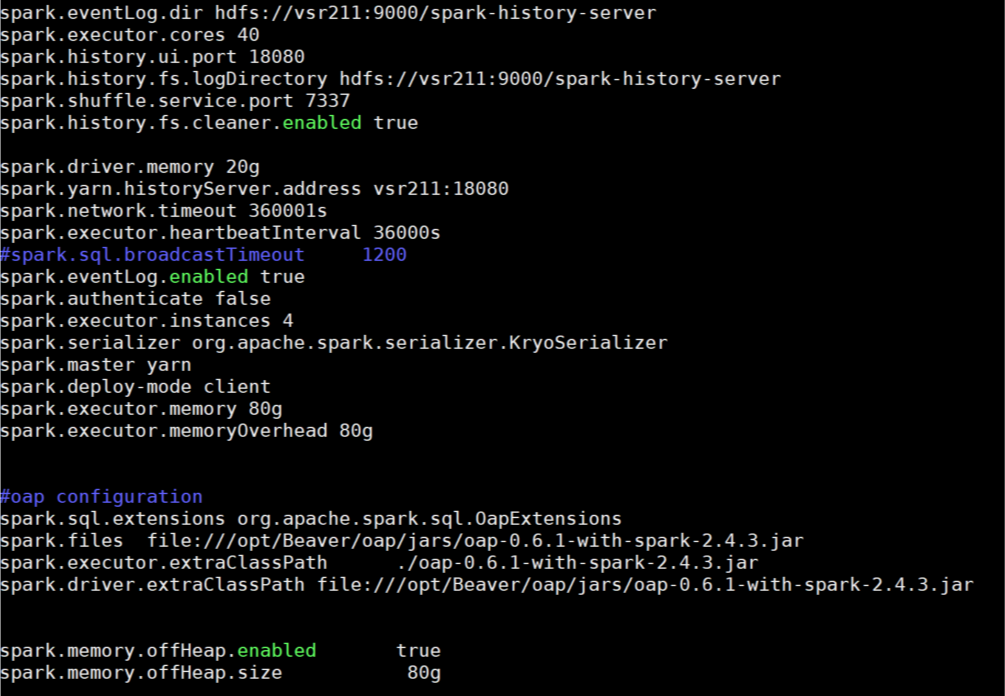 spark.eventLog.dir hdfs://vsr211:9000/spark-history-server
spark.executor.cores 40
spark.history.ui.port 18080
spark.history.fs.logDirectory hdfs://vsr211:9000/spark-history-server
spark.shuffle.service.port 7337
spark.history.fs.cleaner.enabled true
spark.driver.memory 20g
spark.yarn.historyServer.address vsr211:18080
spark.network.timeout 360001s
spark.executor.heartbeatInterval 36000s
#spark.sql.broadcastTimeout 1200
spark.eventLog.enabled true
spark.authenticate false
spark.executor.instances 4
spark.serializer org.apache.spark.serializer.KryoSerializer
spark.master yarn
spark.deploy-mode client
spark.executor.memory 80g
spark.executor.memoryOverhead 80g
#oap configuration
spark.sql.extensions org.apache.spark.sql.OapExtensions
spark.files file:///opt/Beaver/oap/jars/oap-0.6.1-with-spark-2.4.3.jar
spark.executor.extraClassPath ./oap-0.6.1-with-spark-2.4.3.jar
spark.driver.extraClassPath file:///opt/Beaver/oap/jars/oap-0.6.1-with-spark-2.4.3.jar
spark.memory.offHeap.enabled true
spark.memory.offHeap.size 80g